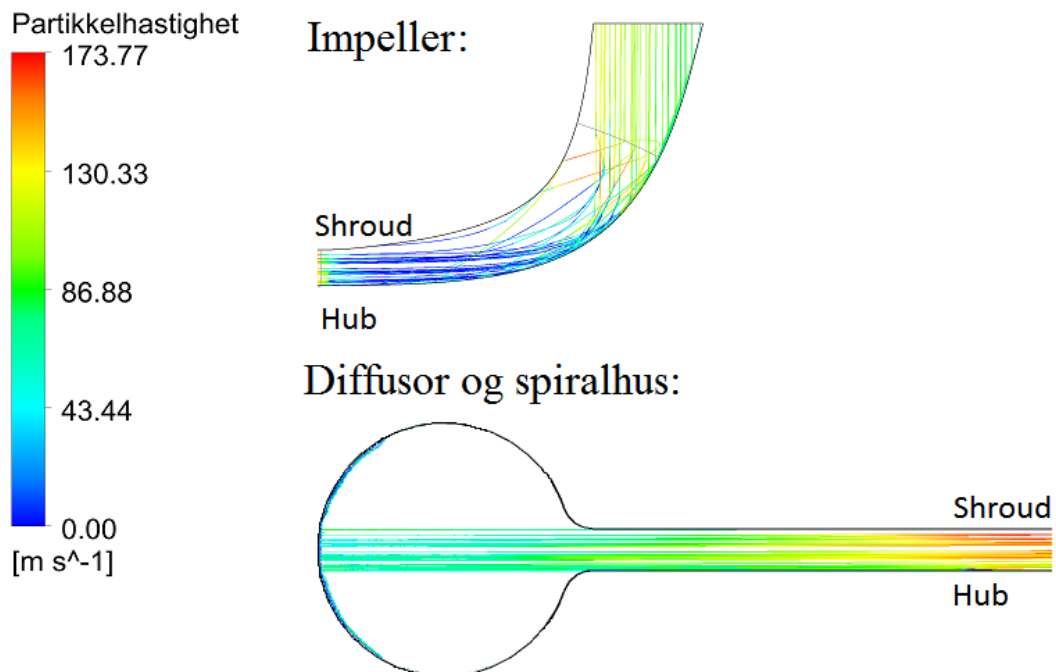 Partikkelhastighet
173.77
130.33
86.88
43.44
0.00
[m s^-1]
Impeller:
Shroud
Hub
Diffusor og spiralhus:
Shroud
Hub